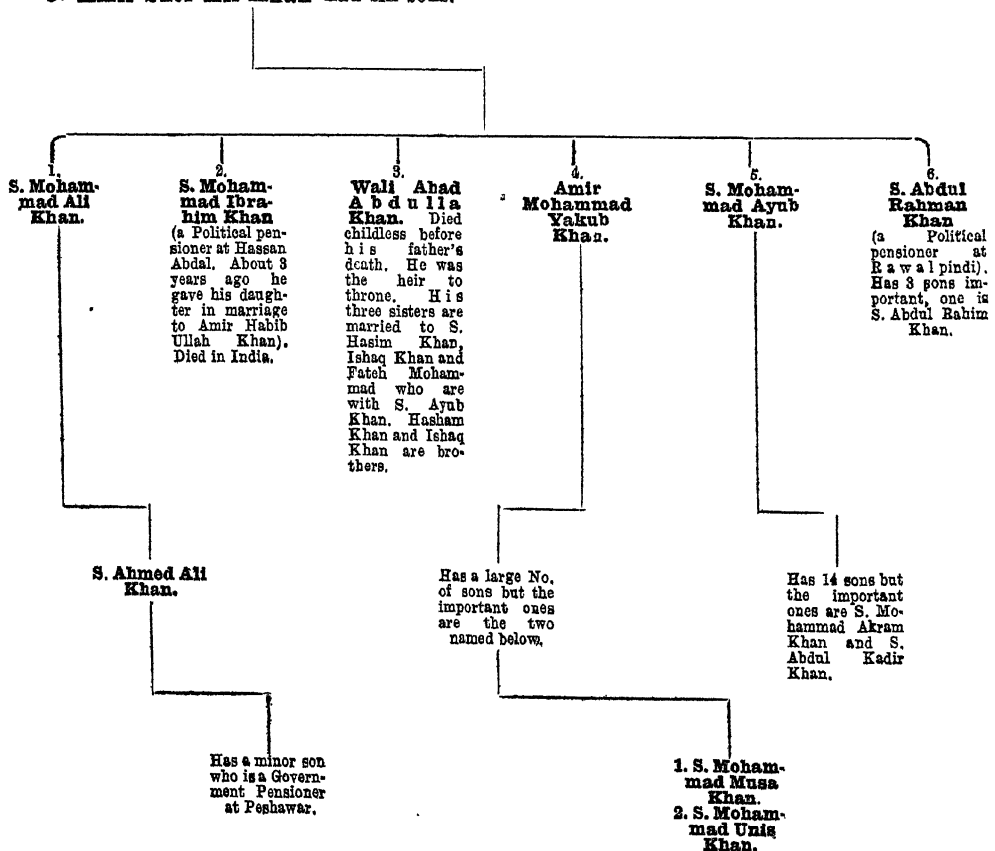 1.
S. Moham-
mad Ali
Khan.
2.
S. Moham-
mad Ibra-
him Khan
(a Political pen-
sioner at Hassan
Abdal. About 3
years ago he
gave his daugh-
ter in marriage
to Amir Habib
Ullah Khan).
Died in India.
3.
Wali Ahad
Abdulla
Khan. Died
childless before
his father's
death. He was
the heir to
throne. His
three sisters are
married to S.
Hasim Khan,
Ishaq Khan and
Fateh Moham-
mad who are
with S. Ayub
Khan. Hasham
Khan and Ishaq
Khan are bro-
thers.
4.
Amir
Mohammad
Yakub
Khan.
5.
S. Moham-
mad Ayub
Khan.
6.
S. Abdul
Rahman
Khan
(a Political
pensioner at
Rawalpindi).
Has 3 sons im-
portant, one is
S. Abdul Rahim
Khan.
S. Ahmed Ali
Khan.
Has a large No.
of sons but the
important ones
are the two
named below.
Has 14 sons but
the important
ones are S. Mo-
hammad Akram
Khan and S.
Abdul Kadir
Khan.
Has a minor son
who is a Govern-
ment Pensioner
at Peshawar.
1. S. Moham-
mad Musa
Khan.
2. S. Moham-
mad Unis
Khan.